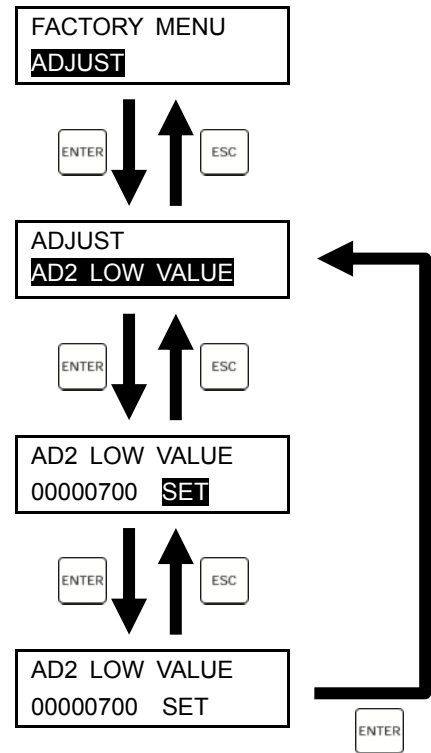 FACTORY MENU
ADJUST
ENTER
ESC
ADJUST
AD2 LOW VALUE
ENTER
ESC
AD2 LOW VALUE
00000700 SET
ENTER
ESC
AD2 LOW VALUE
00000700 SET
ENTER